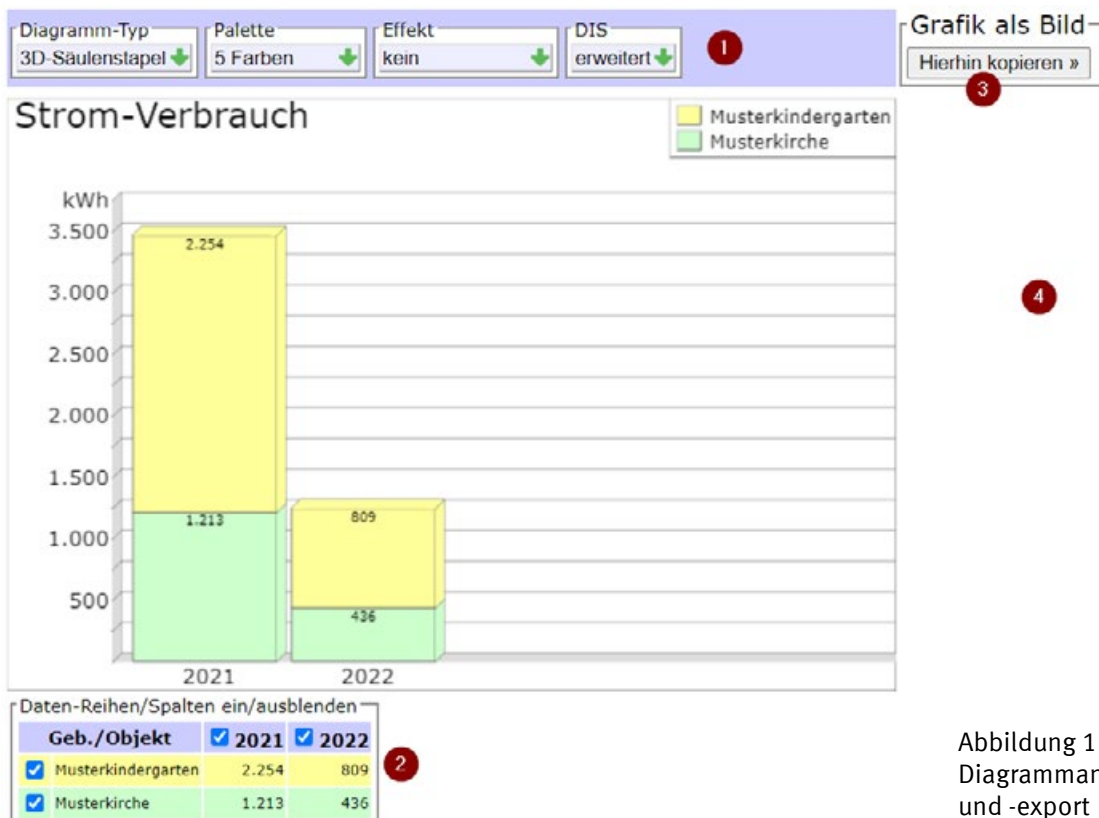 Diagramm-Typ Palette Effekt DIS Grafik als Bild
3D-Säulenstapel 5 Farben kein erweitert 1 Hierhin kopieren »
3
Strom-Verbrauch
Musterkindergarten
Musterkirche
kWh
3.500
2.254
3.000
4
2.500
2.000
1.500
1.213 809
1.000
500
436
2021 2022
Daten-Reihen/Spalten ein/ausblenden
Geb./Objekt 2021 2022
Musterkindergarten 2.254 809
2
Musterkirche 1.213 436
Abbildung 1
Diagramman
und -export